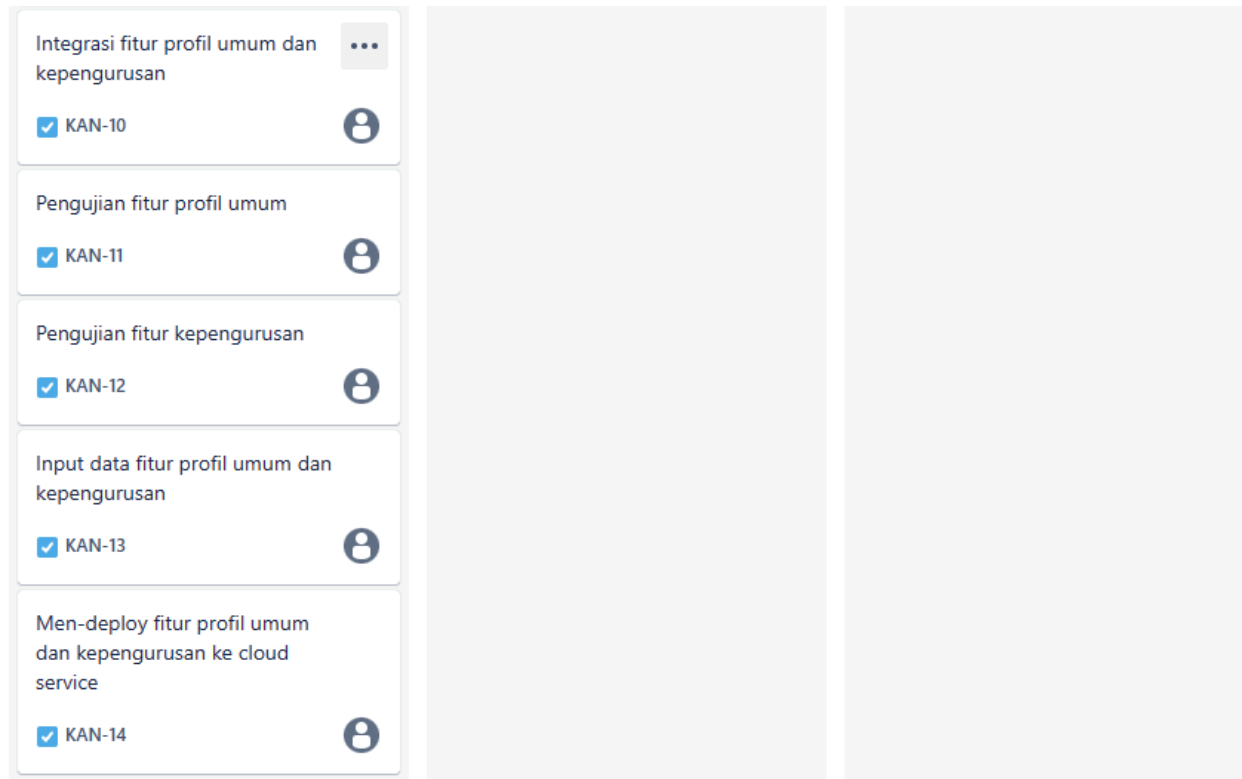 Integrasi fitur profil umum dan
kepengurusan
KAN-10
Pengujian fitur profil umum
KAN-11
Pengujian fitur kepengurusan
KAN-12
Input data fitur profil umum dan
kepengurusan
KAN-13
Men-deploy fitur profil umum
dan kepengurusan ke cloud
service
KAN-14